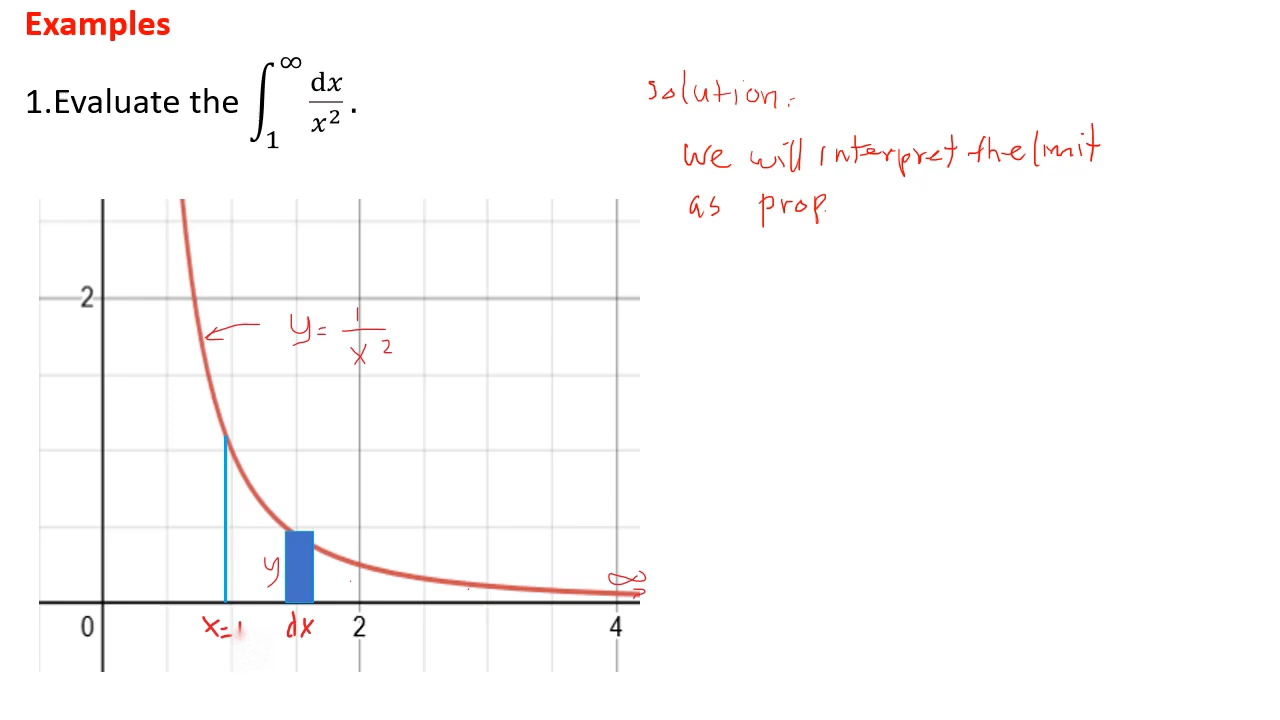 Examples
1.Evaluate the ∫₁^∞ dx/x² .
Solution:
We will interpret the limit
as prop
2
y = 1/x²
y
∞
0
x=1
dx
2
4